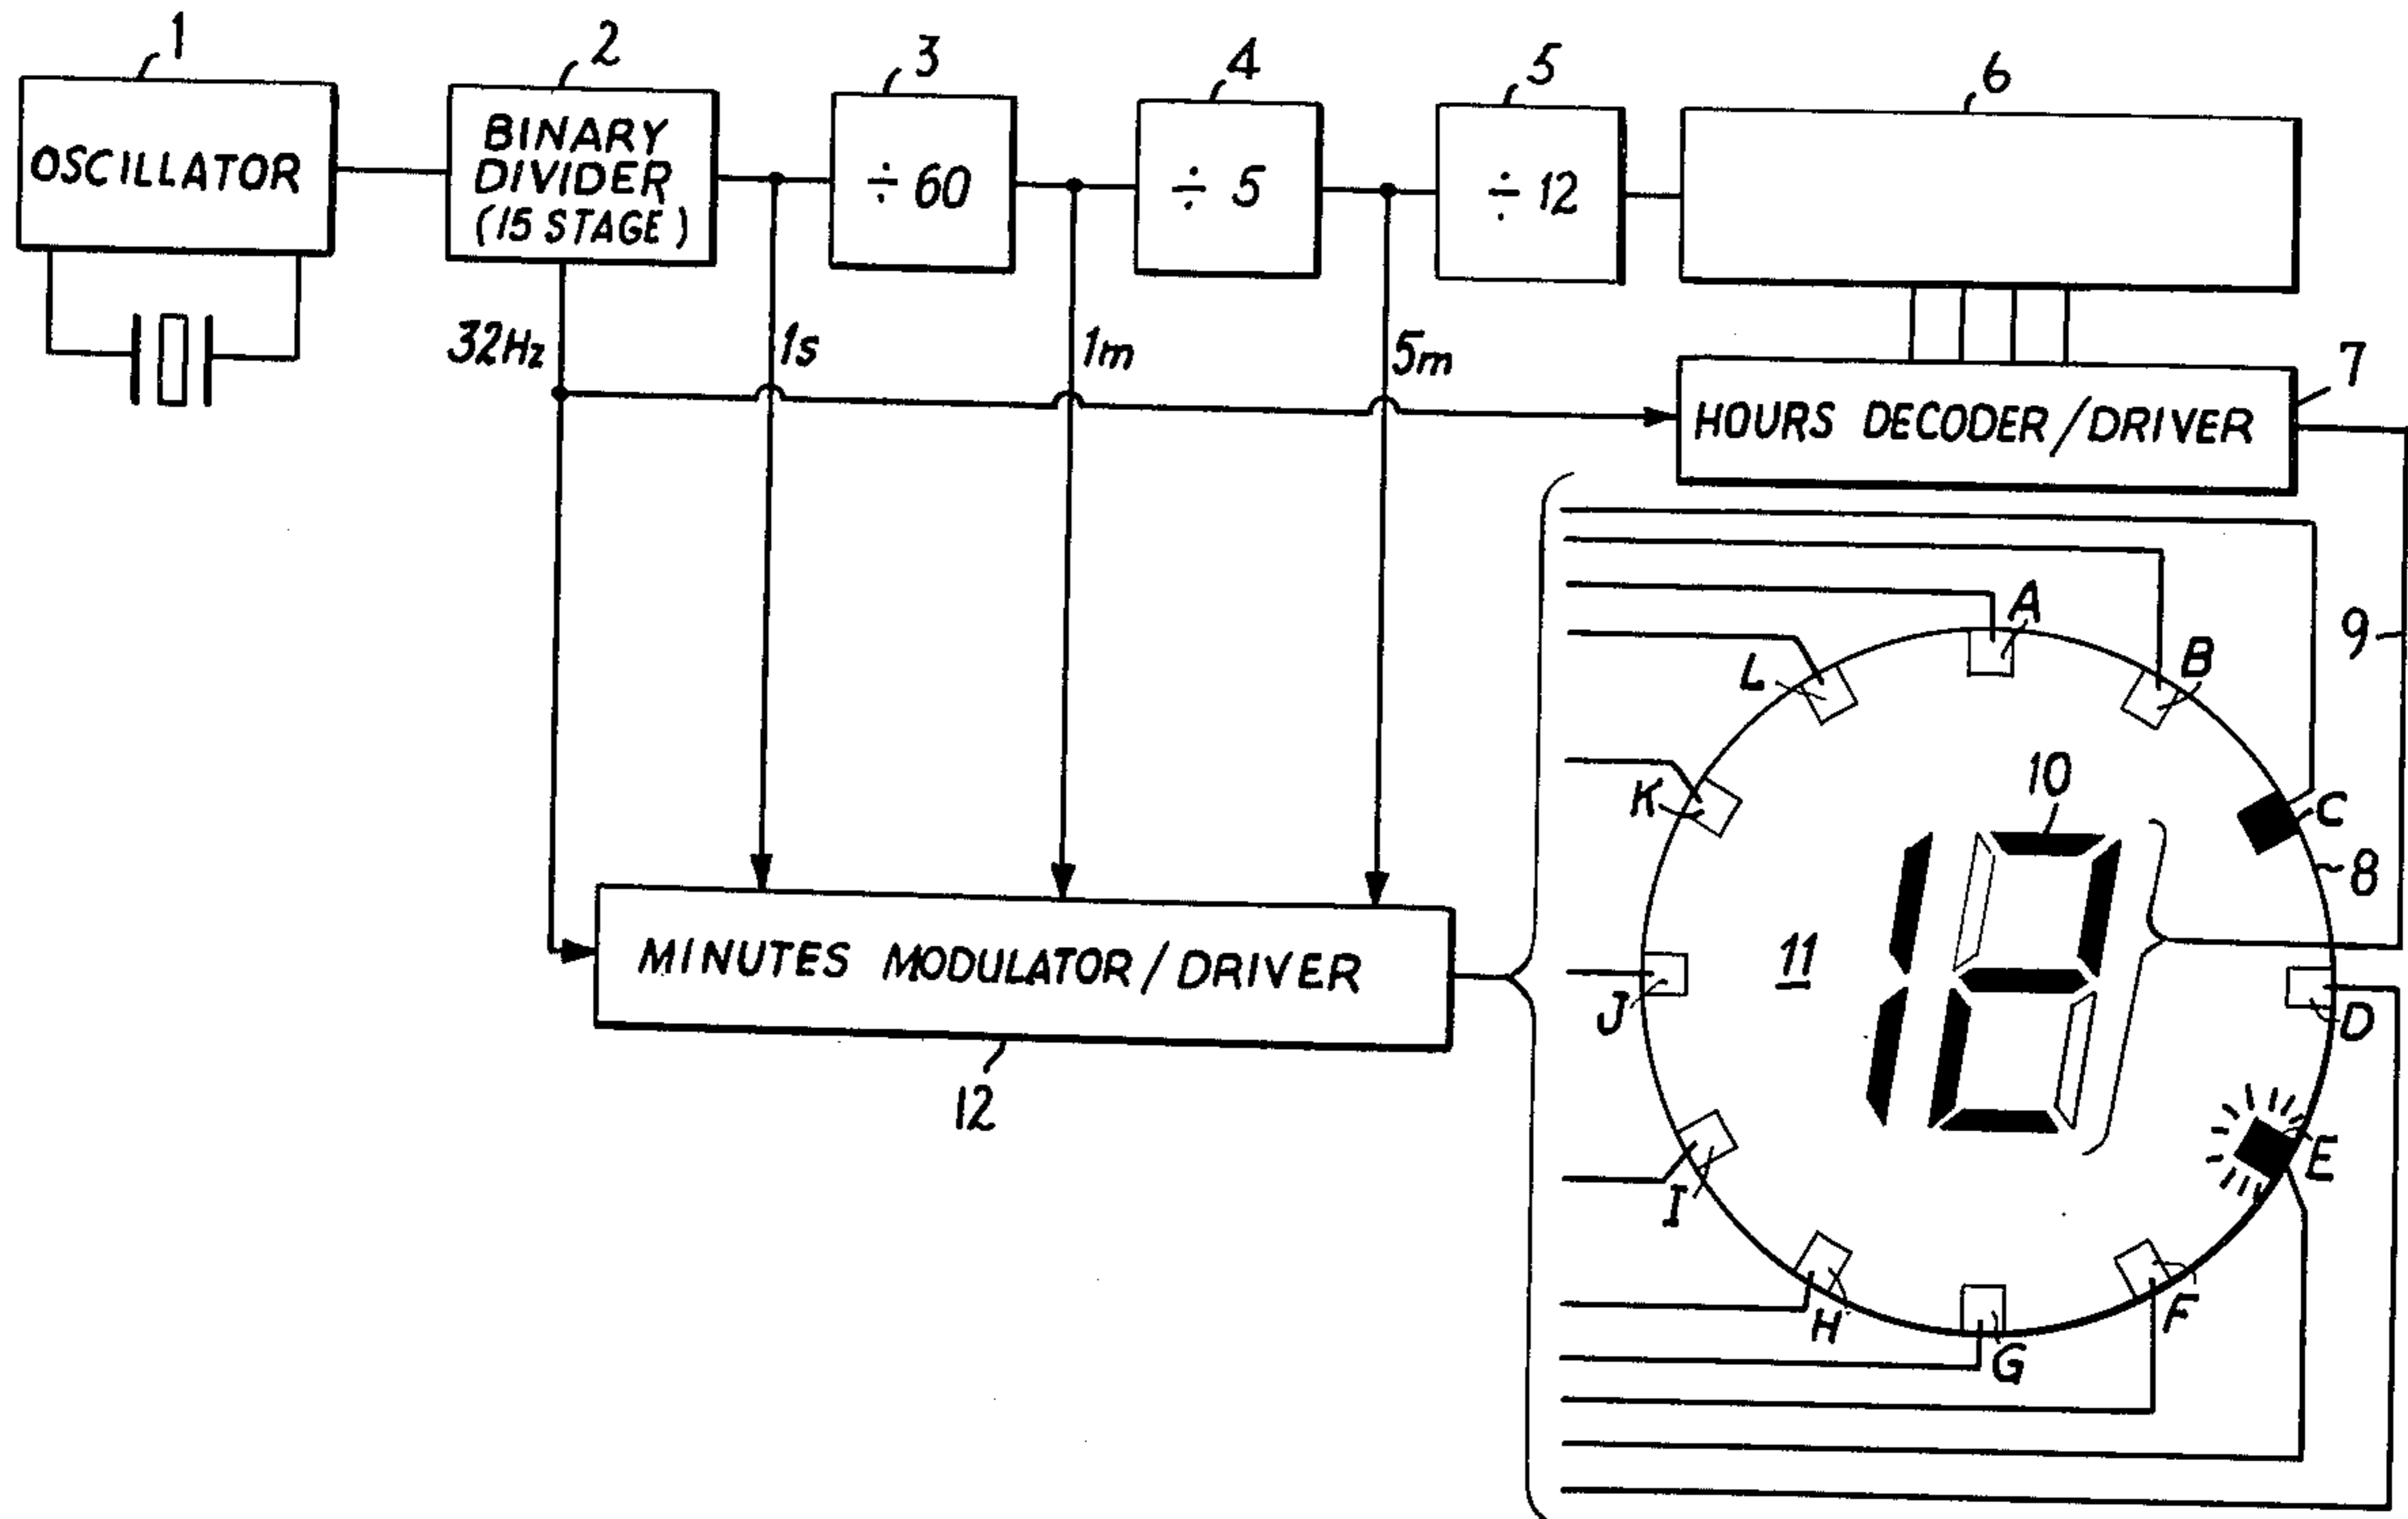 1
2
3
4
5
6
OSCILLATOR
BINARY
DIVIDER
(15 STAGE)
÷ 60
÷ 5
÷ 12
32Hz
1s
1m
5m
7
HOURS DECODER/DRIVER
A
B
9
L
10
K
C
8
11
MINUTES MODULATOR/DRIVER
J
D
12
12
E
I
H
G
F